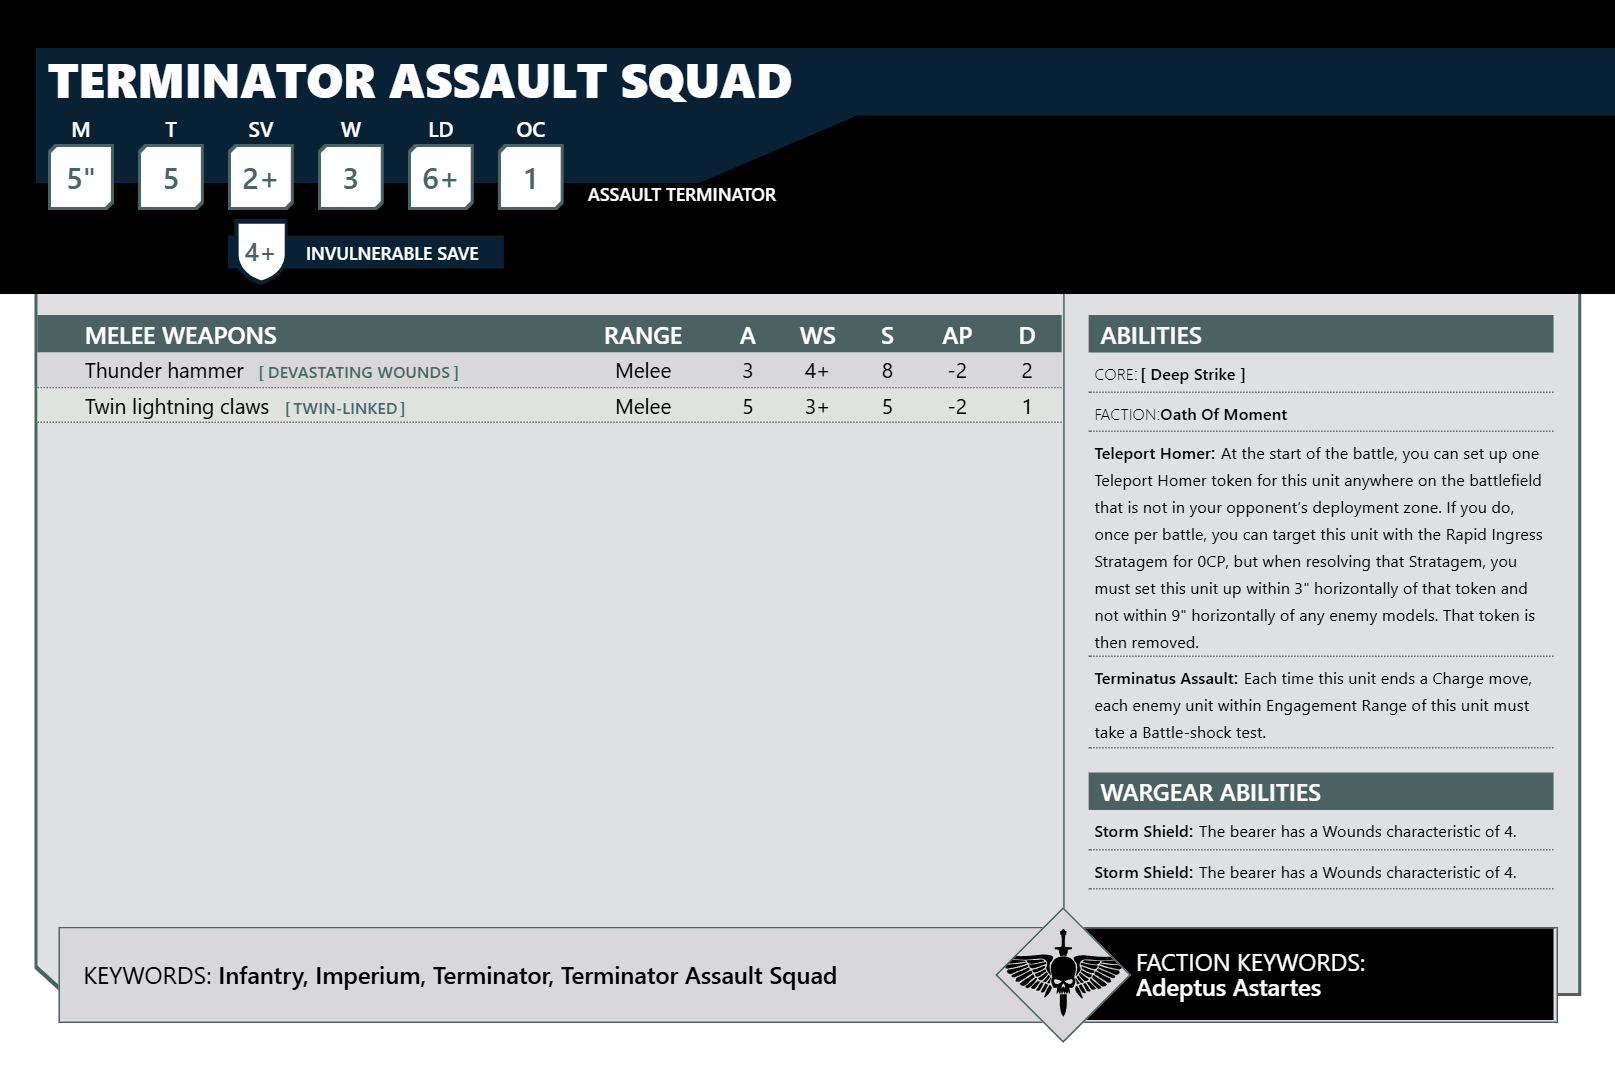 TERMINATOR ASSAULT SQUAD
M T SV W LD OC
5" 5 2+ 3 6+ 1 ASSAULT TERMINATOR
4+ INVULNERABLE SAVE
MELEE WEAPONS RANGE A WS S AP D
Thunder hammer [ DEVASTATING WOUNDS ] Melee 3 4+ 8 -2 2
Twin lightning claws [ TWIN-LINKED ] Melee 5 3+ 5 -2 1
ABILITIES
CORE: [ Deep Strike ]
FACTION:Oath Of Moment
Teleport Homer: At the start of the battle, you can set up one
Teleport Homer token for this unit anywhere on the battlefield
that is not in your opponent’s deployment zone. If you do,
once per battle, you can target this unit with the Rapid Ingress
Stratagem for 0CP, but when resolving that Stratagem, you
must set this unit up within 3" horizontally of that token and
not within 9" horizontally of any enemy models. That token is
then removed.
Terminatus Assault: Each time this unit ends a Charge move,
each enemy unit within Engagement Range of this unit must
take a Battle-shock test.
WARGEAR ABILITIES
Storm Shield: The bearer has a Wounds characteristic of 4.
Storm Shield: The bearer has a Wounds characteristic of 4.
KEYWORDS: Infantry, Imperium, Terminator, Terminator Assault Squad
FACTION KEYWORDS:
Adeptus Astartes